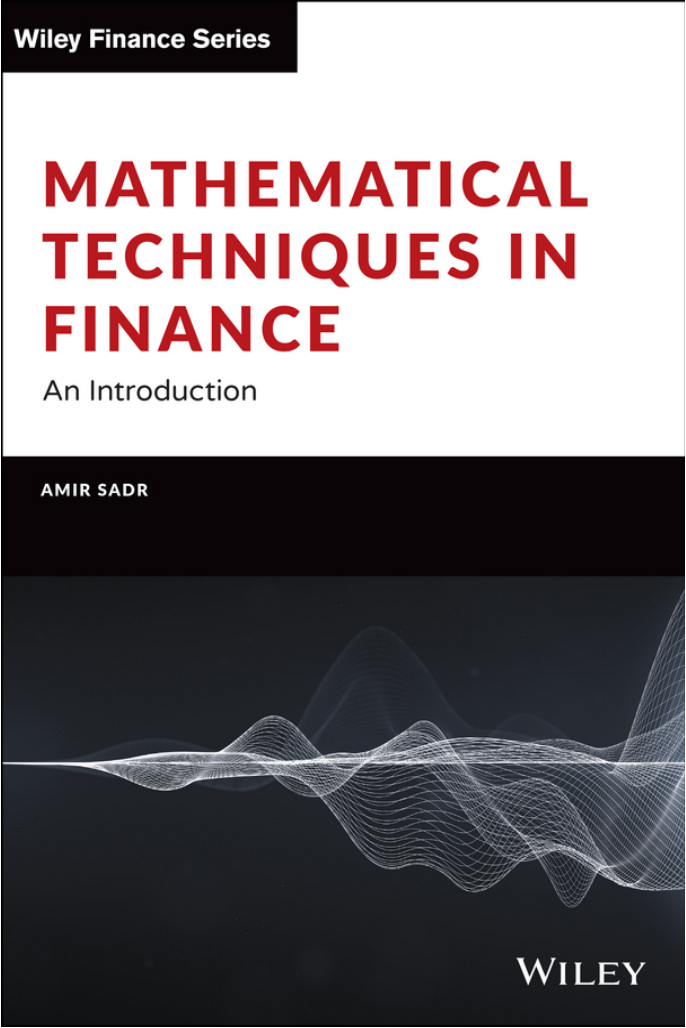 Wiley Finance Series
MATHEMATICAL
TECHNIQUES IN
FINANCE
An Introduction
AMIR SADR
WILEY